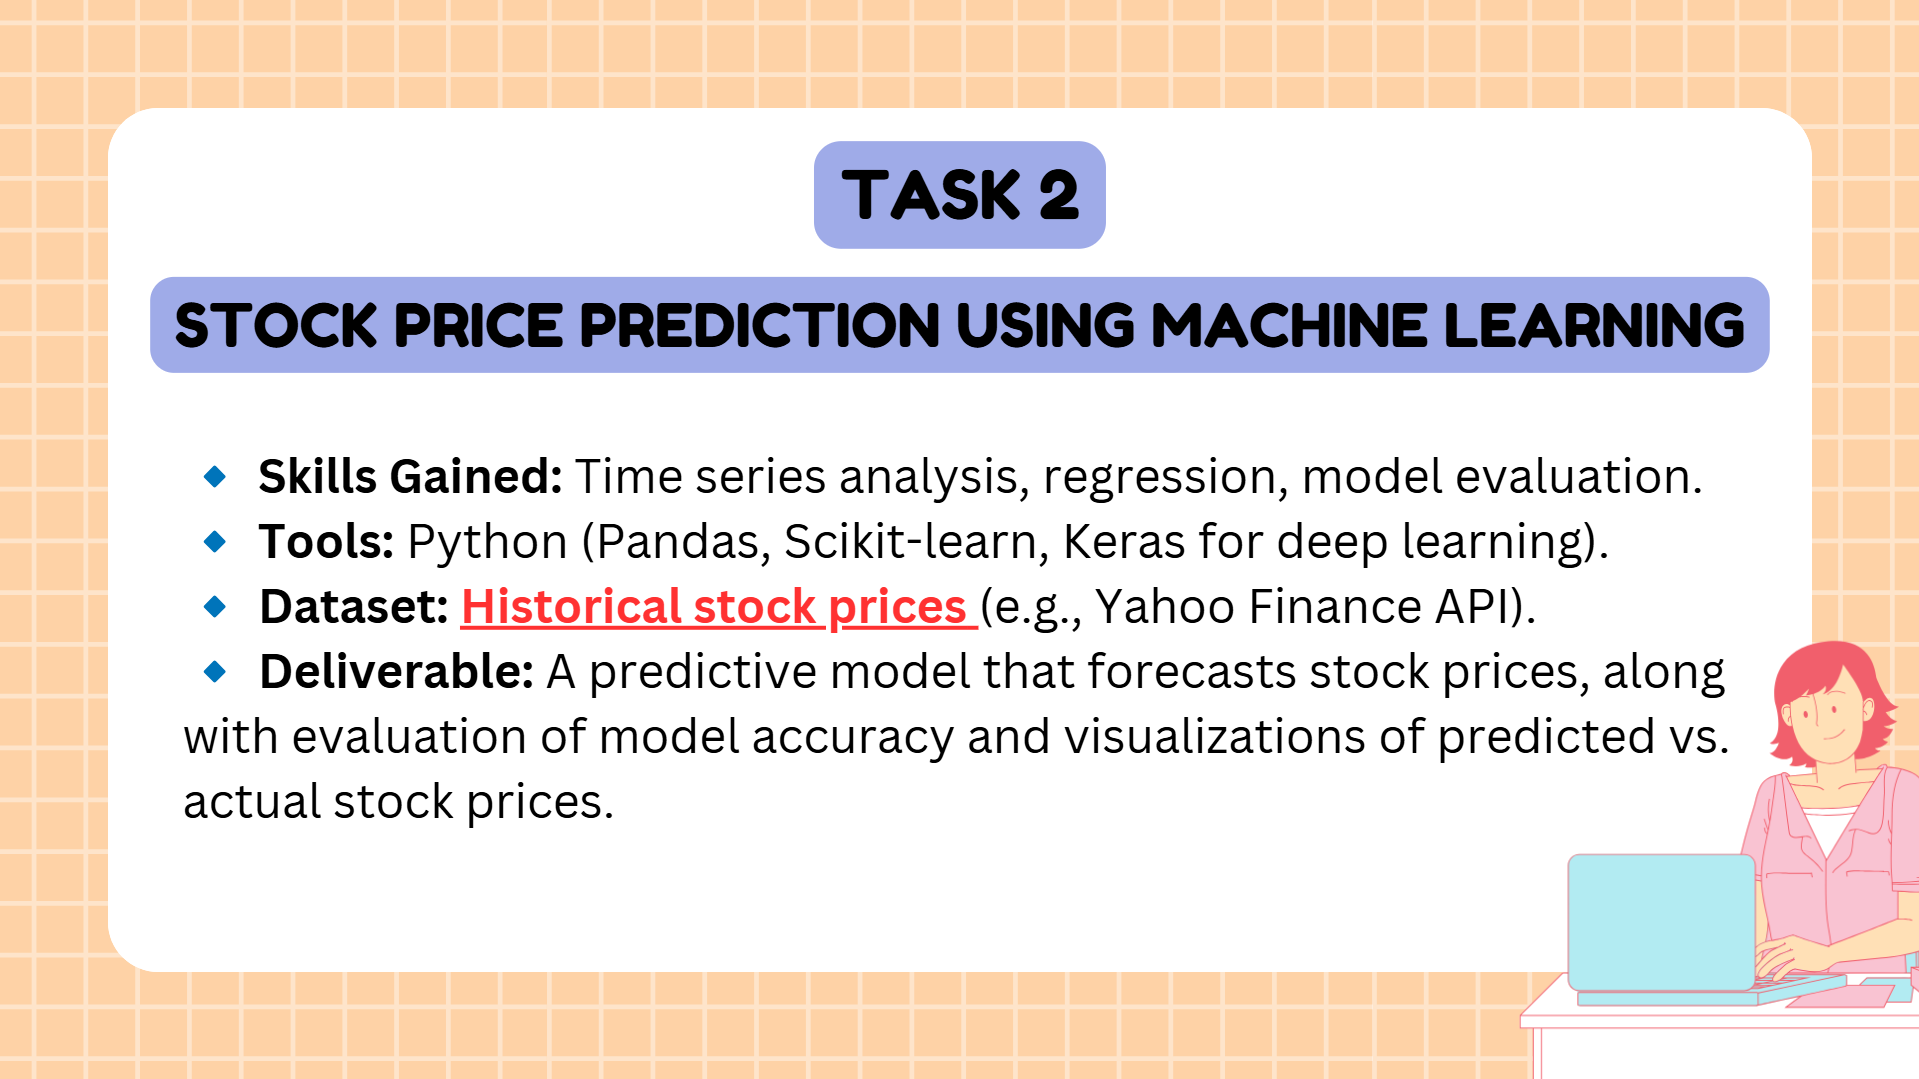 TASK 2
STOCK PRICE PREDICTION USING MACHINE LEARNING
🔹 Skills Gained: Time series analysis, regression, model evaluation.
🔹 Tools: Python (Pandas, Scikit-learn, Keras for deep learning).
🔹 Dataset: Historical stock prices (e.g., Yahoo Finance API).
🔹 Deliverable: A predictive model that forecasts stock prices, along
with evaluation of model accuracy and visualizations of predicted vs.
actual stock prices.